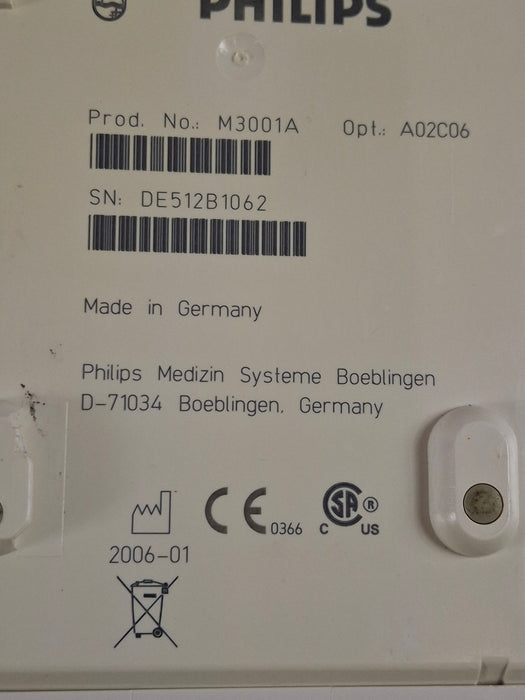 PHILIPS
Prod. No.: M3001A Opt.: A02C06
SN: DE512B1062
Made in Germany
Philips Medizin Systeme Boeblingen
D-71034 Boeblingen, Germany
CE 0366 C SA ® US
2006-01